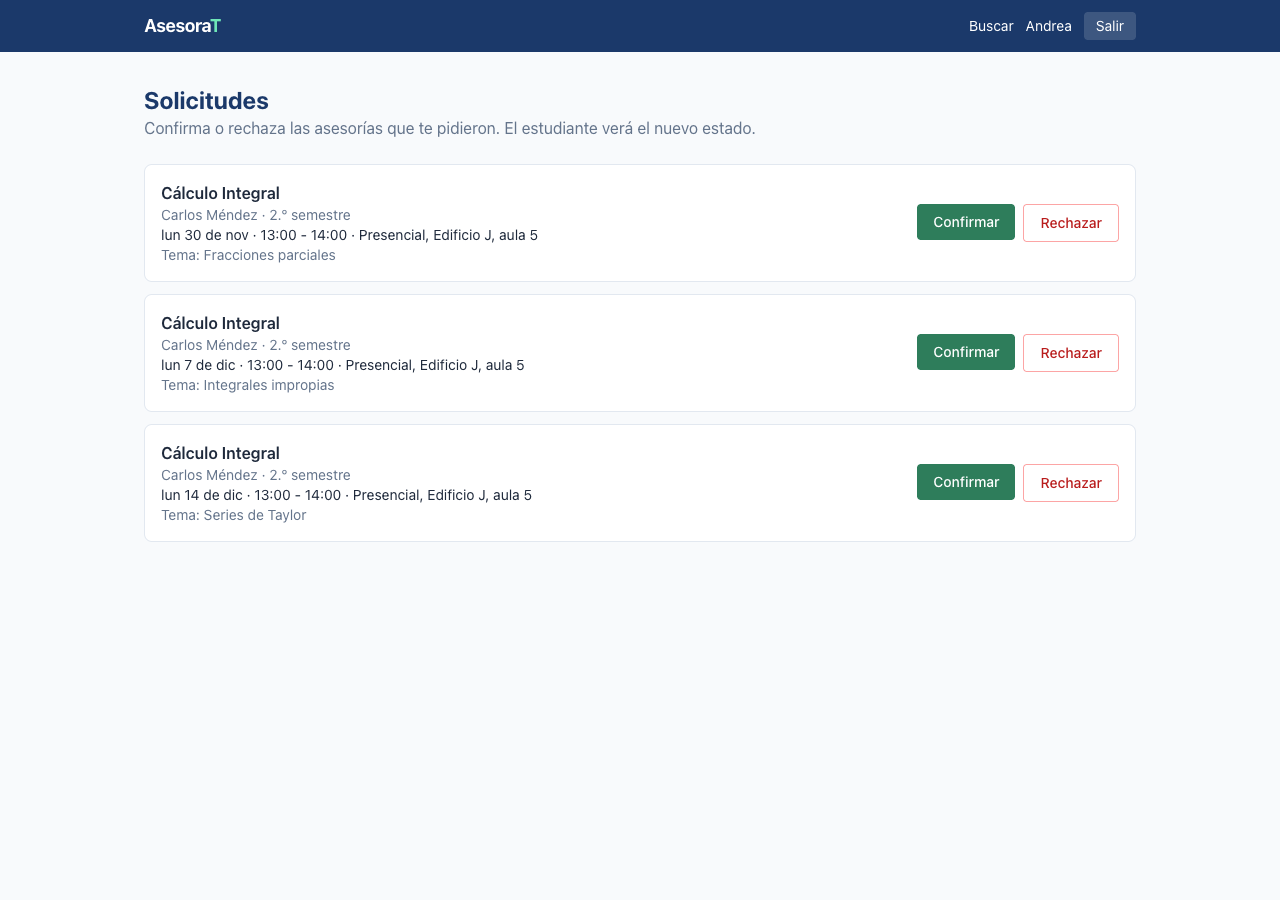 AsesoraT
Buscar Andrea Salir
Solicitudes
Confirma o rechaza las asesorías que te pidieron. El estudiante verá el nuevo estado.
Cálculo Integral
Carlos Méndez · 2.º semestre
lun 30 de nov · 13:00 - 14:00 · Presencial, Edificio J, aula 5
Tema: Fracciones parciales
Confirmar Rechazar
Cálculo Integral
Carlos Méndez · 2.º semestre
lun 7 de dic · 13:00 - 14:00 · Presencial, Edificio J, aula 5
Tema: Integrales impropias
Confirmar Rechazar
Cálculo Integral
Carlos Méndez · 2.º semestre
lun 14 de dic · 13:00 - 14:00 · Presencial, Edificio J, aula 5
Tema: Series de Taylor
Confirmar Rechazar